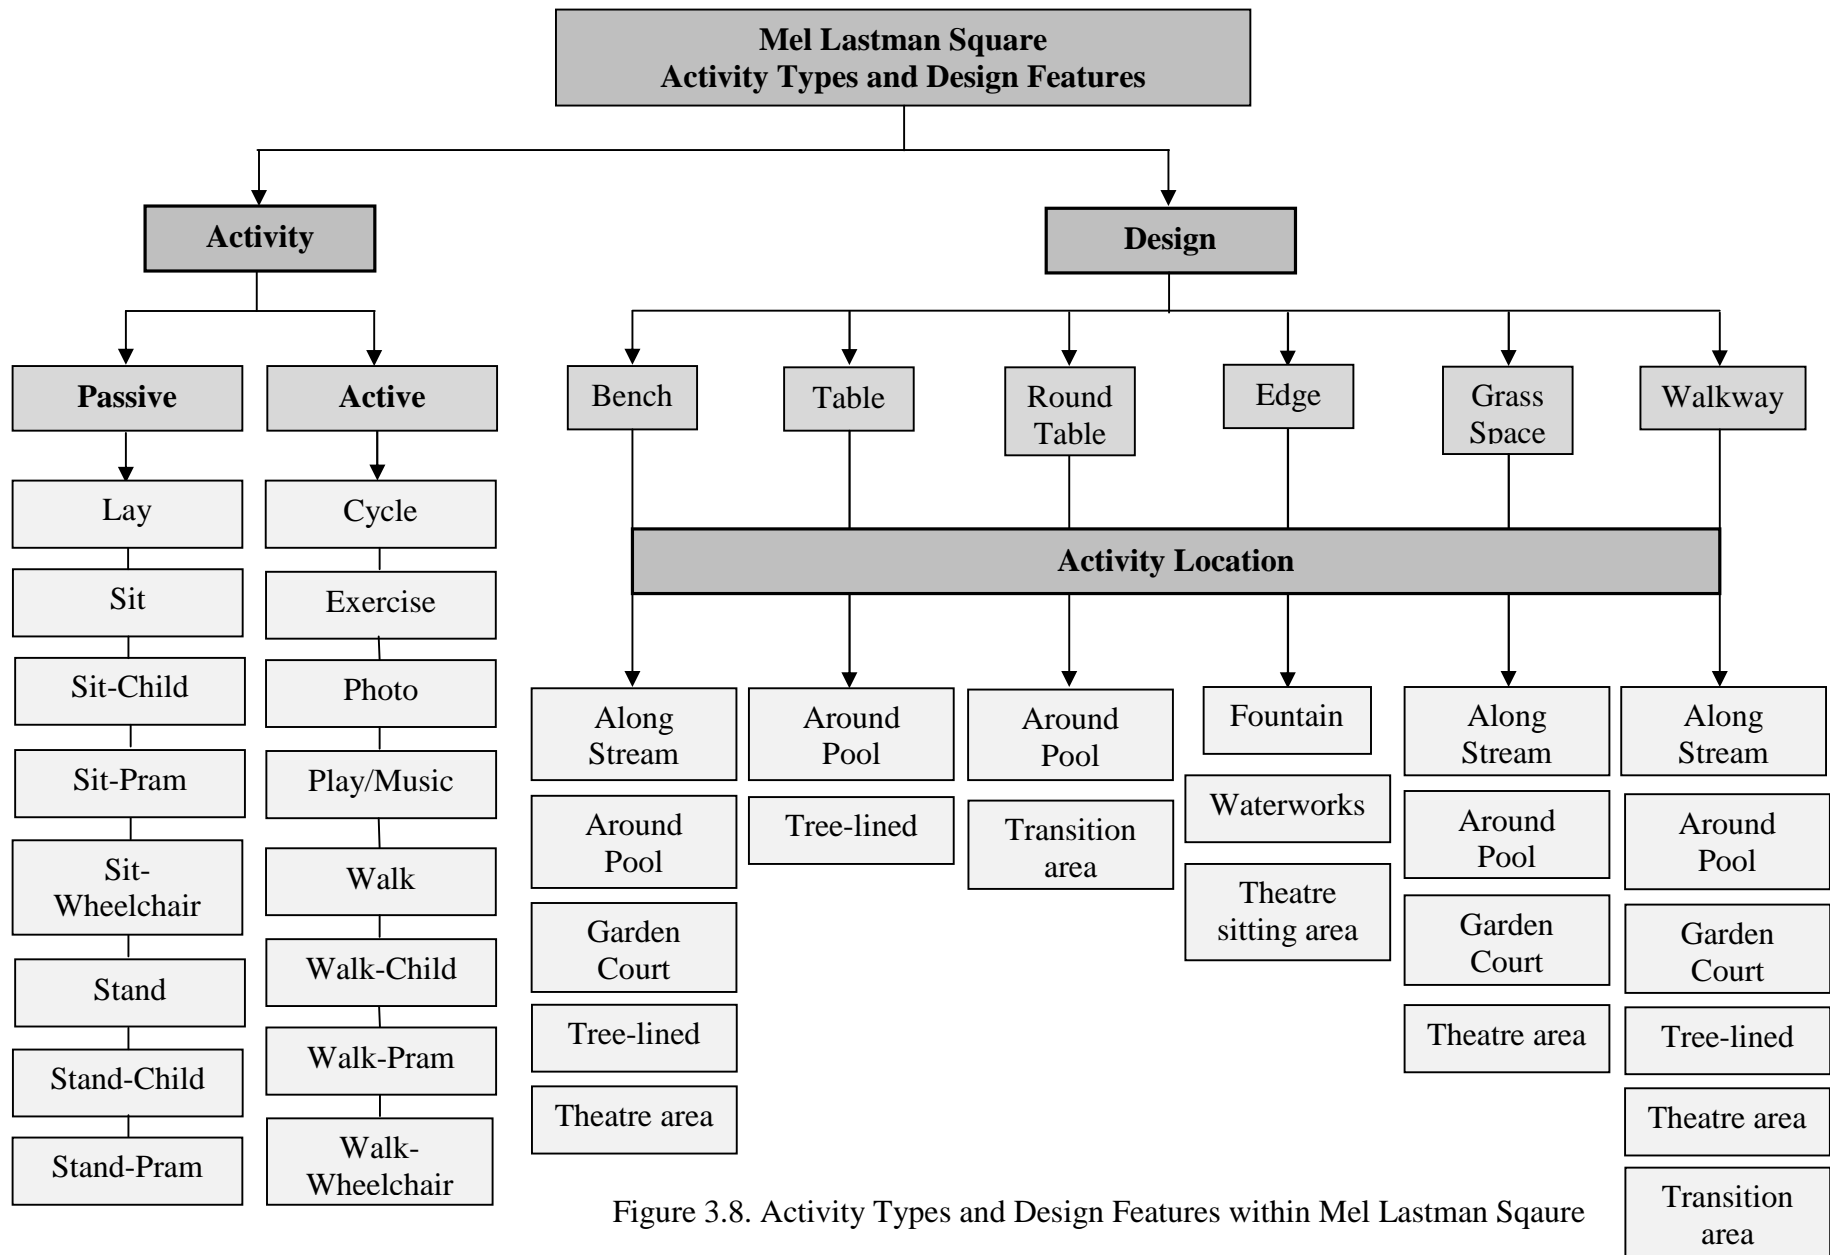 Mel Lastman Square
Activity Types and Design Features
Activity
Design
Passive
Active
Bench
Table
Round
Table
Edge
Grass
Space
Walkway
Lay
Sit
Sit-Child
Sit-Pram
Sit-
Wheelchair
Stand
Stand-Child
Stand-Pram
Cycle
Exercise
Photo
Play/Music
Walk
Walk-Child
Walk-Pram
Walk-
Wheelchair
Activity Location
Along
Stream
Around
Pool
Garden
Court
Tree-lined
Theatre area
Around
Pool
Tree-lined
Around
Pool
Transition
area
Fountain
Waterworks
Theatre
sitting area
Along
Stream
Around
Pool
Garden
Court
Theatre area
Along
Stream
Around
Pool
Garden
Court
Tree-lined
Theatre area
Transition
area
Figure 3.8. Activity Types and Design Features within Mel Lastman Sqaure